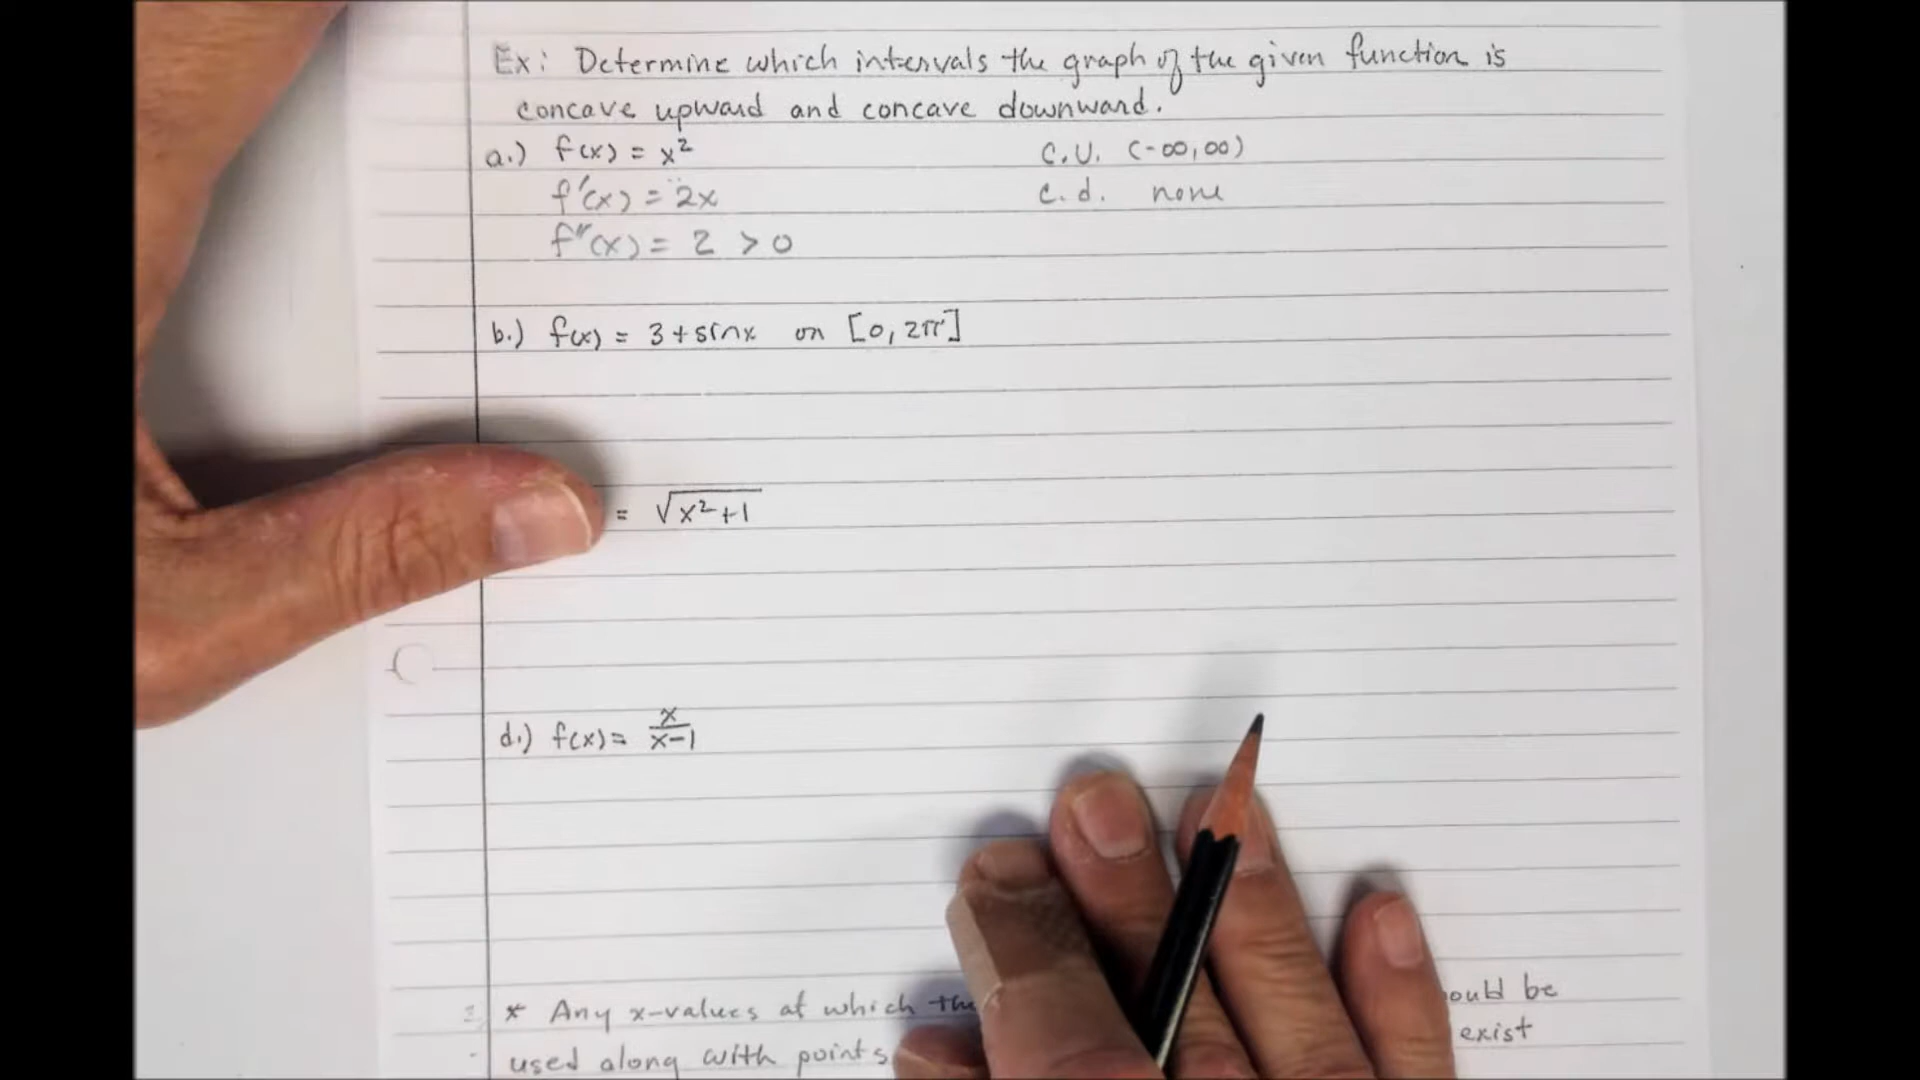 Ex: Determine which intervals the graph of the given function is
concave upward and concave downward.
a.) f(x) = x²
C.U. (-∞,∞)
f'(x) = 2x
C.d. none
f"(x) = 2 > 0
b.) f(x) = 3 + sinx on [0, 2π]
= √x²+1
d.) f(x) = x/x-1
* Any x-values at which the
be
used along with points
exist